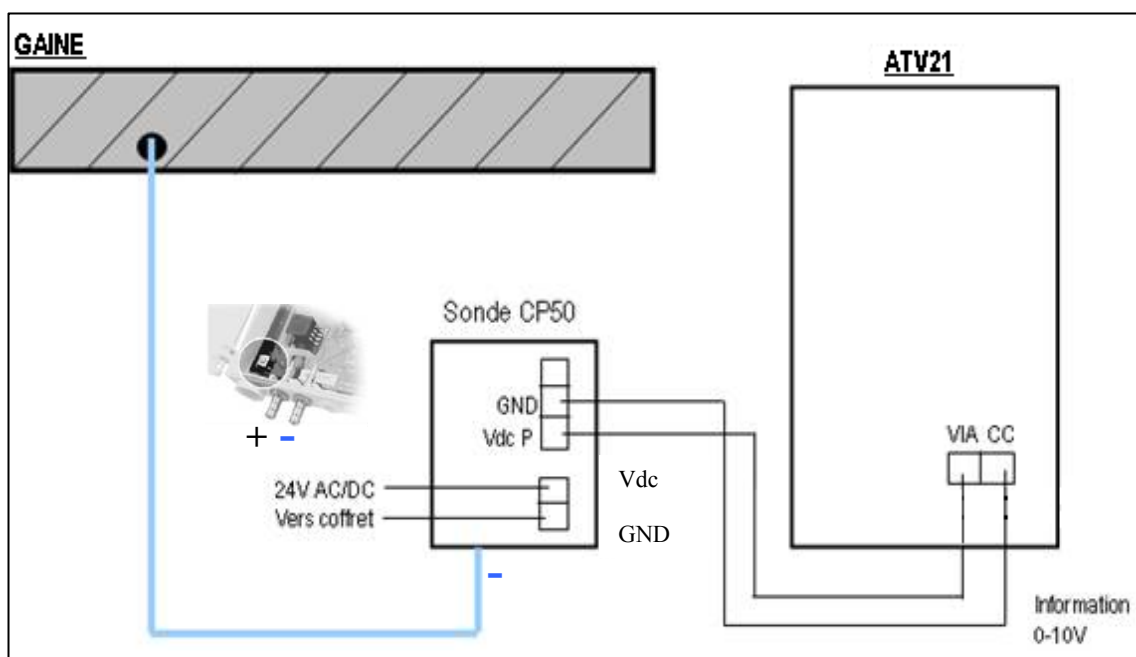 GAINE
ATV21
Sonde CP50
GND
Vdc P
VIA CC
+ -
24V AC/DC
Vdc
Vers coffret
GND
-
Information
0-10V